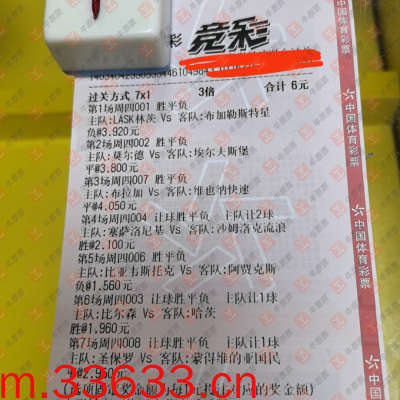 竞彩
过关方式 7x1 3倍 合计 6元
第1场周四001 胜平负
主队:LASK林茨 Vs 客队:布加勒斯特星
负@3.920元
第2场周四002 胜平负
主队:莫尔德 Vs 客队:埃尔夫斯堡
平@3.800元
第3场周四007 胜平负
主队:布拉加 Vs 客队:维也纳快速
平@4.050元
第4场周四004 让球胜平负 主队让2球
主队:塞萨洛尼基 Vs 客队:沙姆洛克流浪
胜@2.100元
第5场周四006 胜平负
主队:比亚韦斯托克 Vs 客队:阿贾克斯
负@1.560元
第6场周四003 让球胜平负 主队让1球
主队:比尔森 Vs 客队:哈茨
胜@1.960元
第7场周四008 让球胜平负 主队让1球
主队:圣保罗 Vs 客队:蒙得维的亚国民
m.33633.cn
中国体育彩票
中国体育彩票